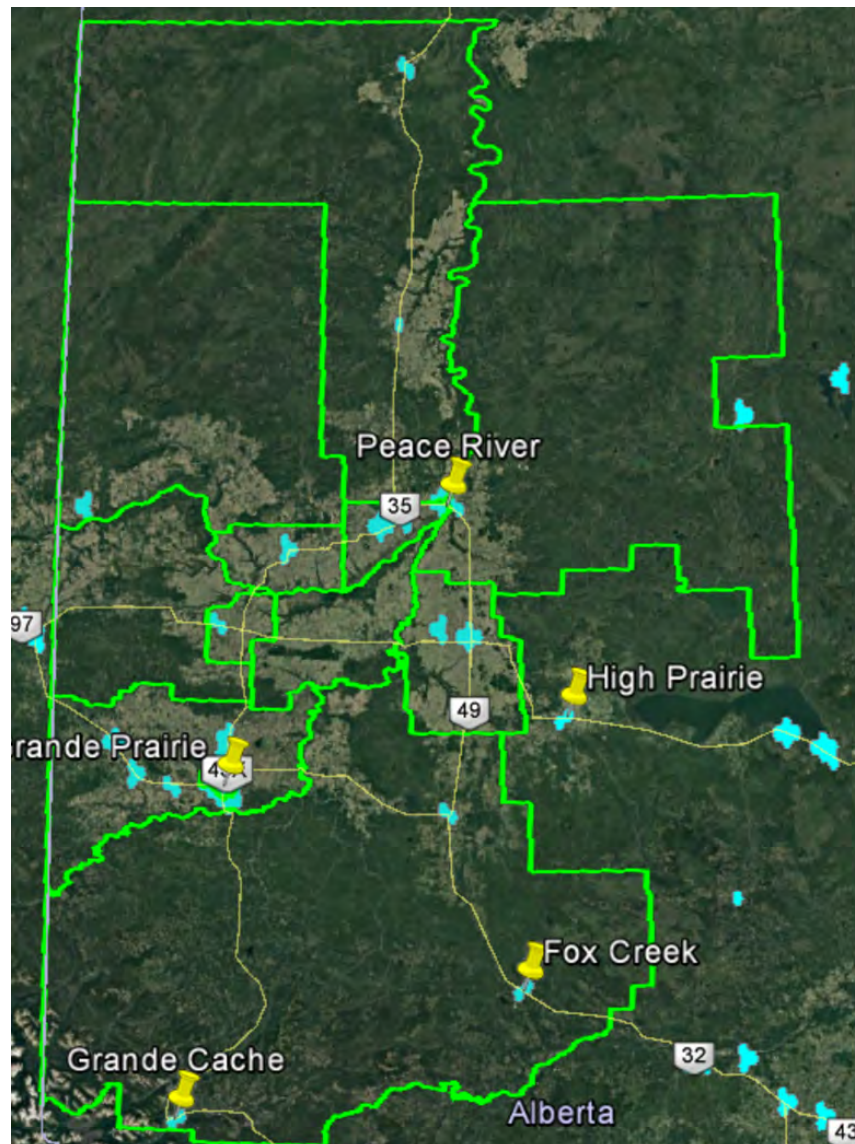 Peace River
35
97
High Prairie
49
rande Prairie
Fox Creek
Grande Cache
32
Alberta
43